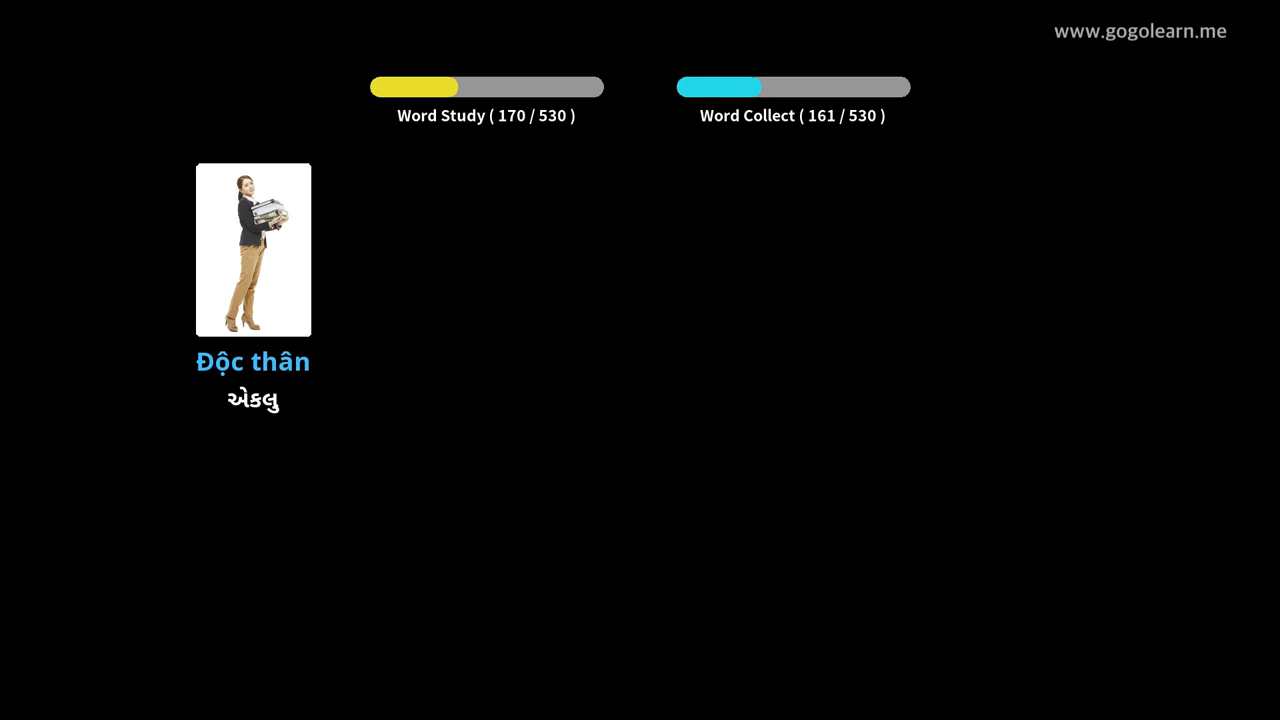 www.gogolearn.me
Word Study ( 170 / 530 )
Word Collect ( 161 / 530 )
Độc thân
એકલુ